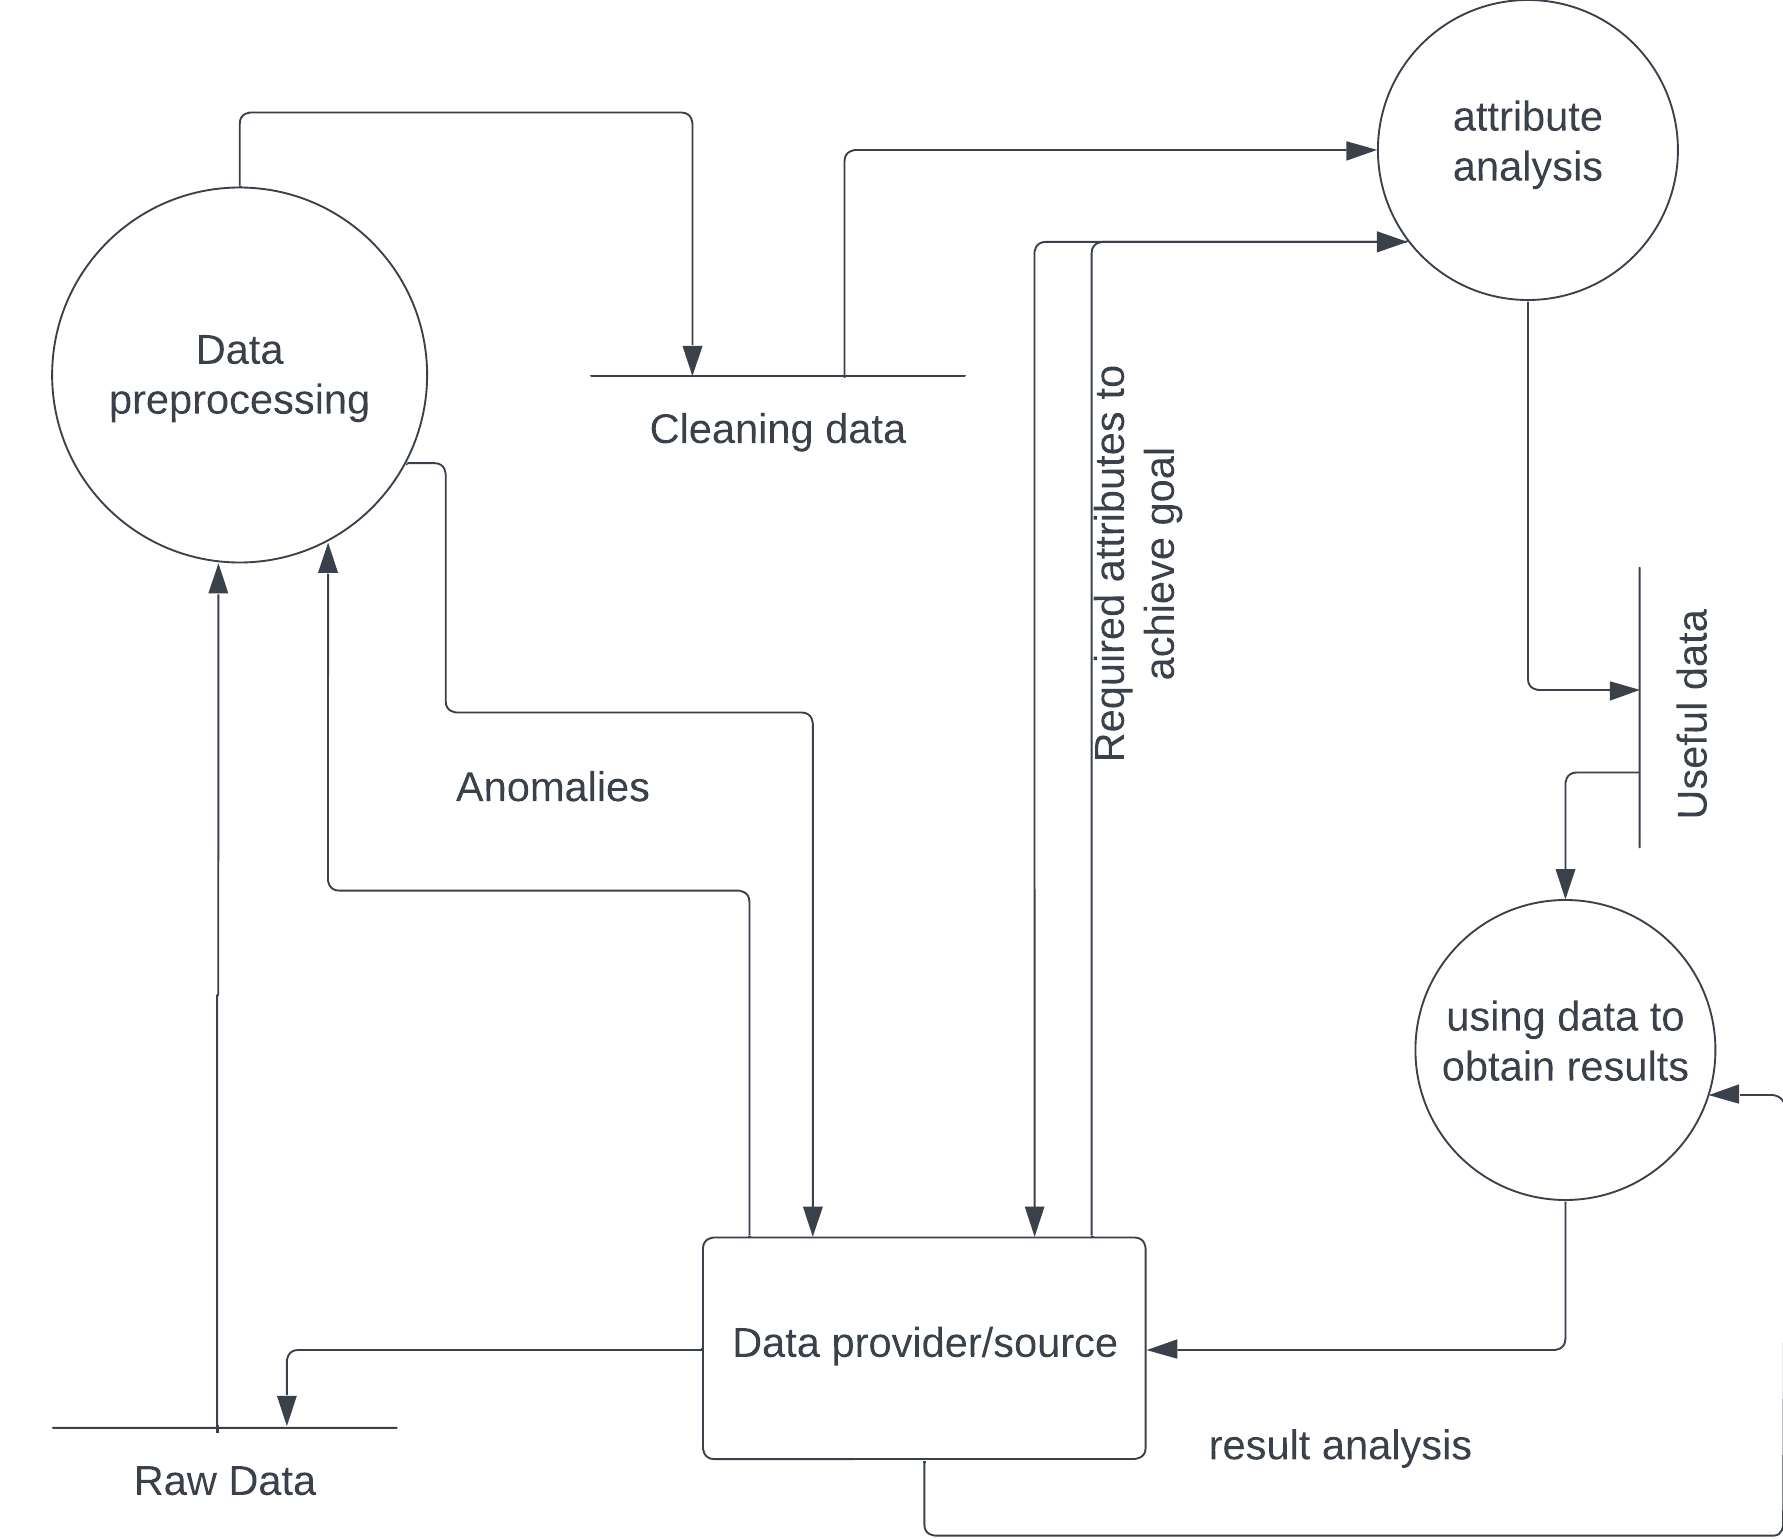 attribute
analysis
Data
preprocessing
Cleaning data
Required attributes to
achieve goal
Useful data
Anomalies
using data to
obtain results
Data provider/source
result analysis
Raw Data